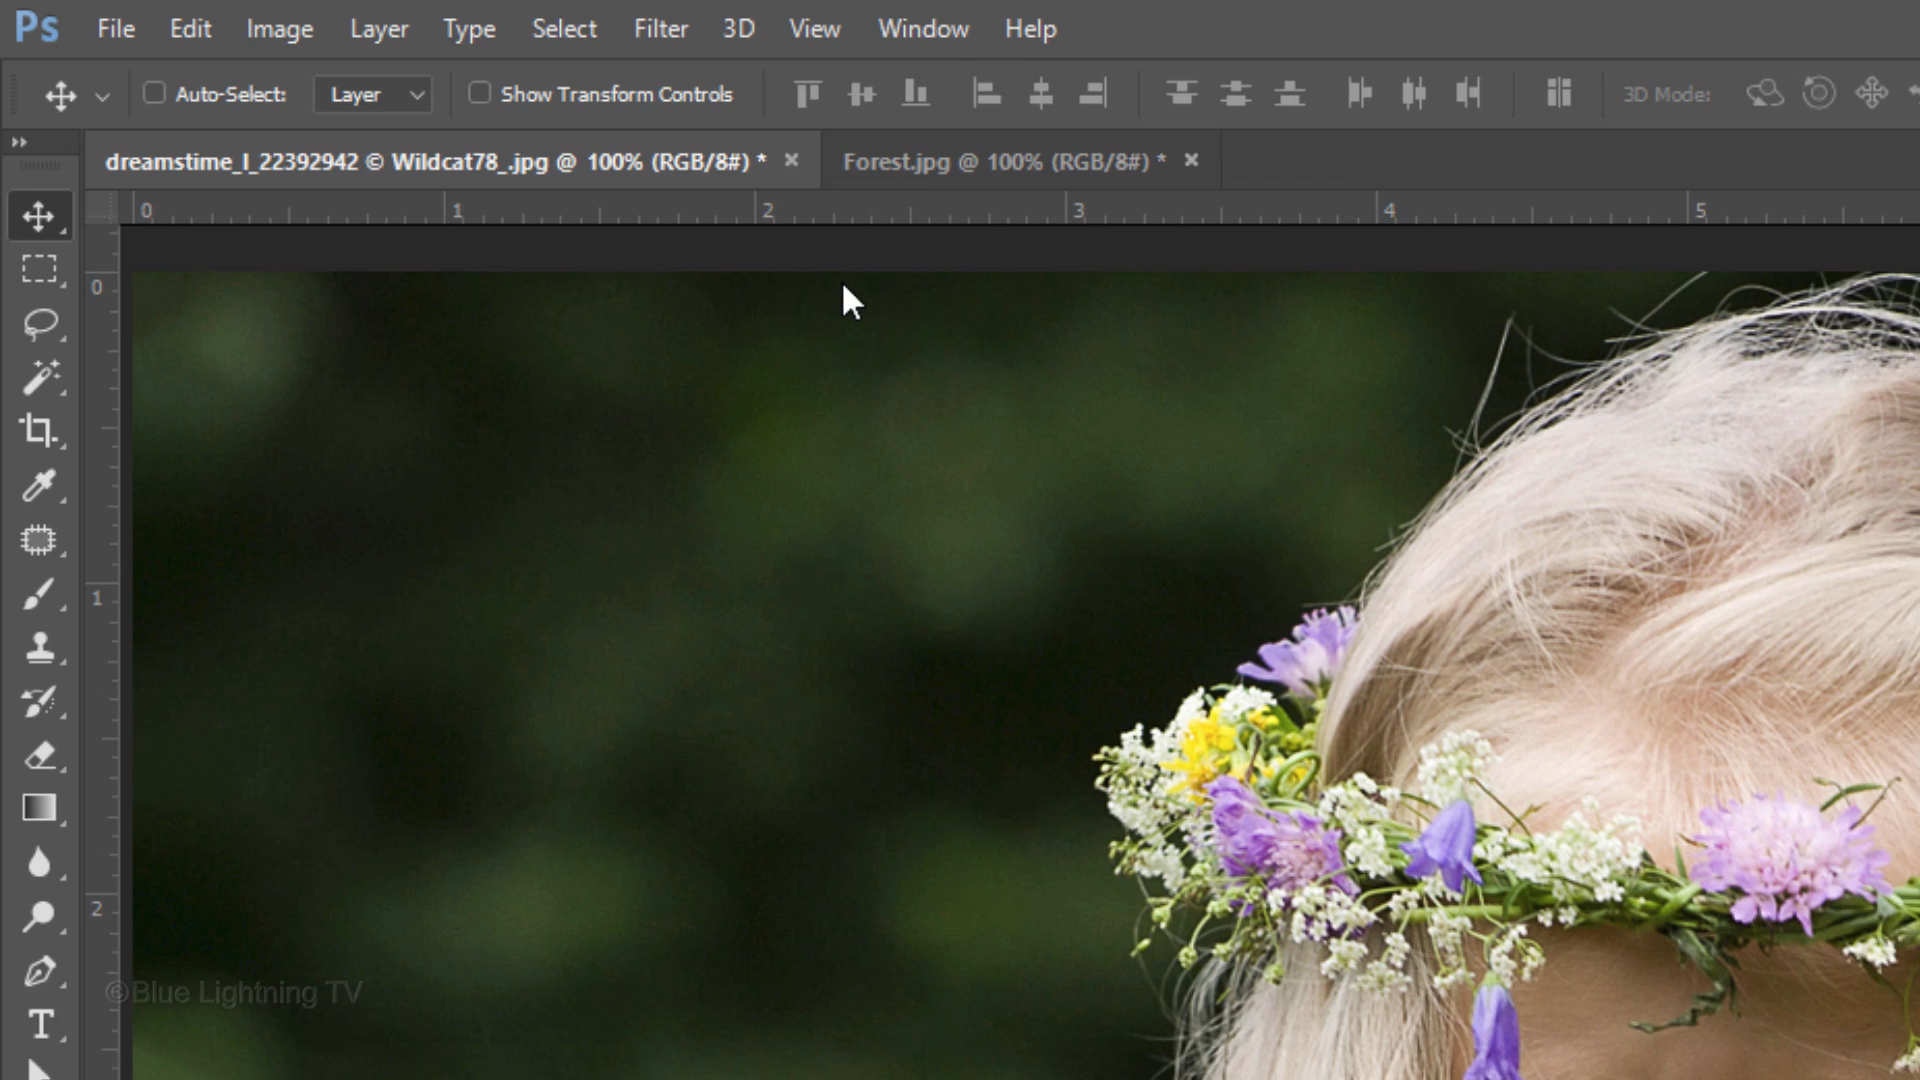 Ps File Edit Image Layer Type Select Filter 3D View Window Help
Auto-Select: Layer Show Transform Controls 3D Mode:
dreamstime_l_22392942 © Wildcat78_.jpg @ 100% (RGB/8#) * × Forest.jpg @ 100% (RGB/8#) * ×
0 1 2 3 4 5
0
1
2
©Blue Lightning TV
T